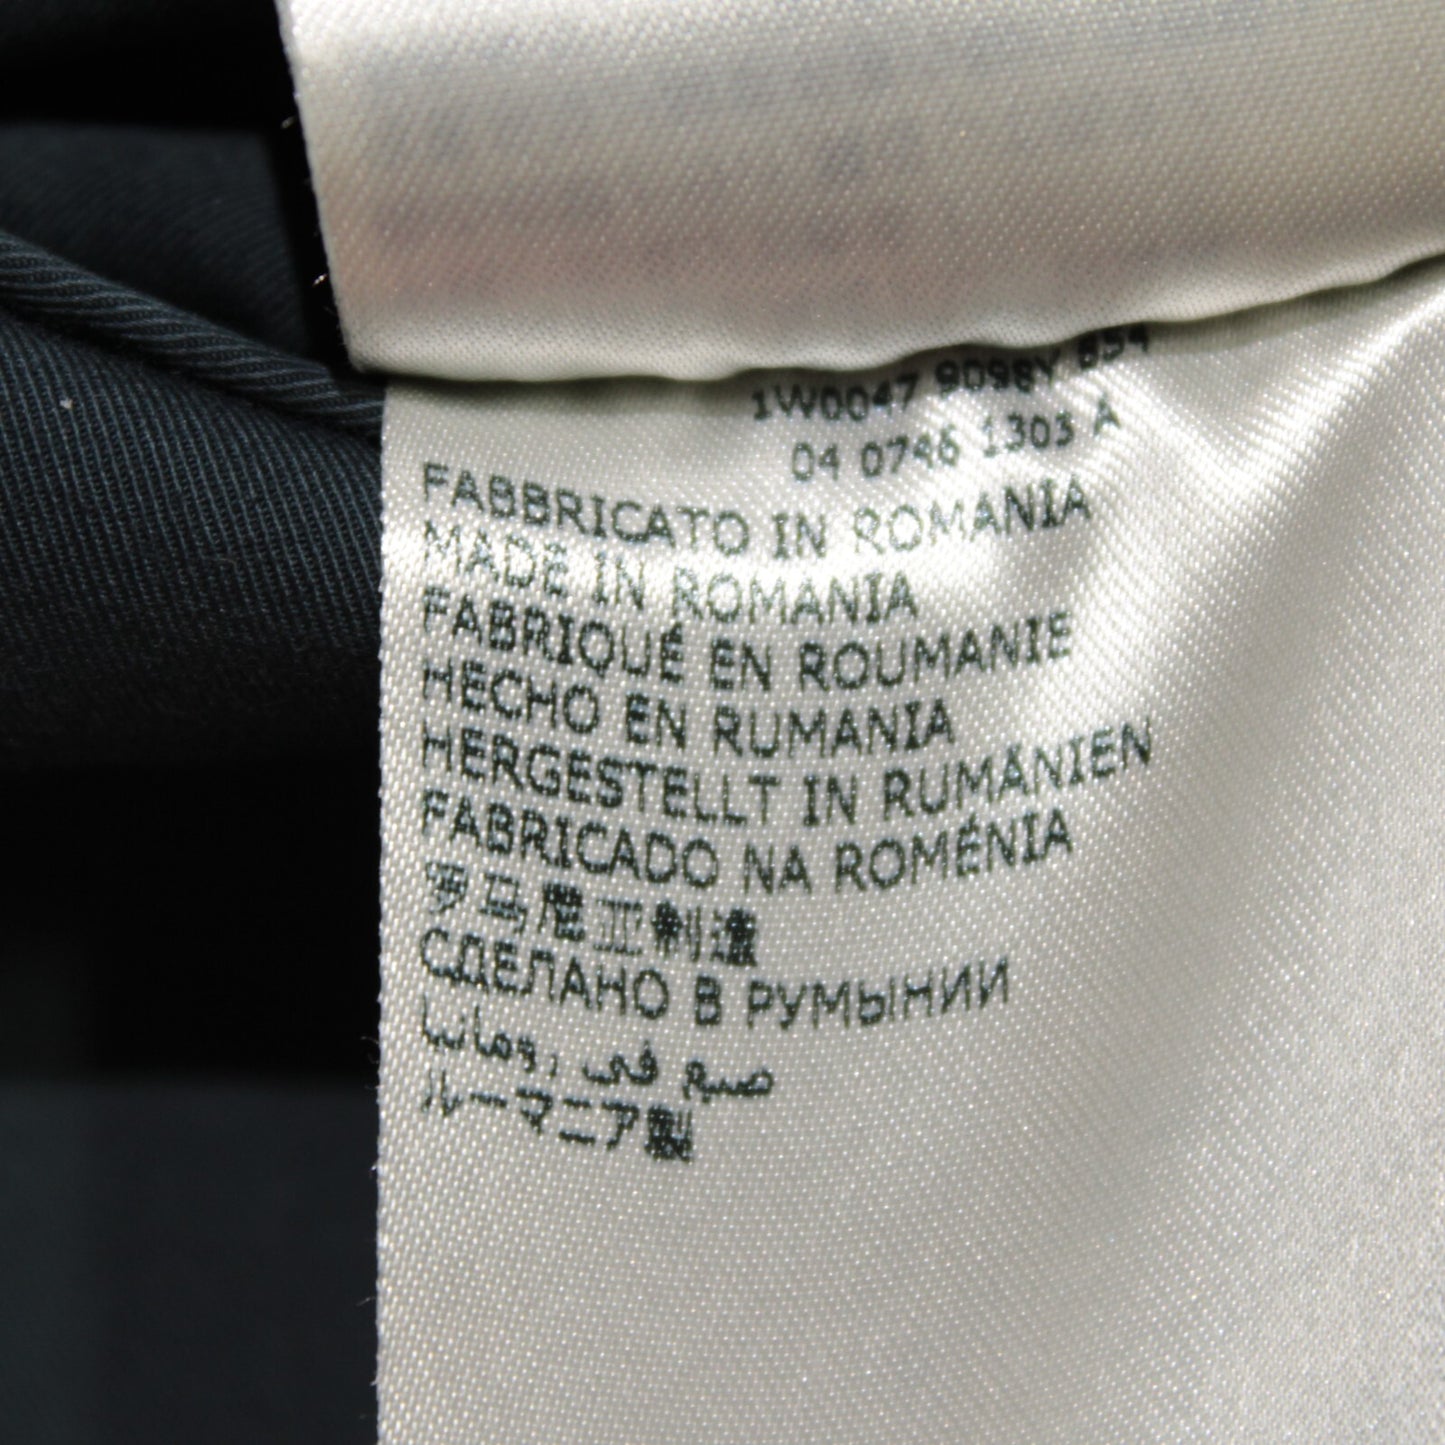 1W0047 9D98Y 854
04 0746 1303 A
FABBRICATO IN ROMANIA
MADE IN ROMANIA
FABRIQUÉ EN ROUMANIE
HECHO EN RUMANIA
HERGESTELLT IN RUMÄNIEN
FABRICADO NA ROMÉNIA
罗马尼亚制造
СДЕЛАНО В РУМЫНИИ
صنع في رومانيا
ルーマニア製